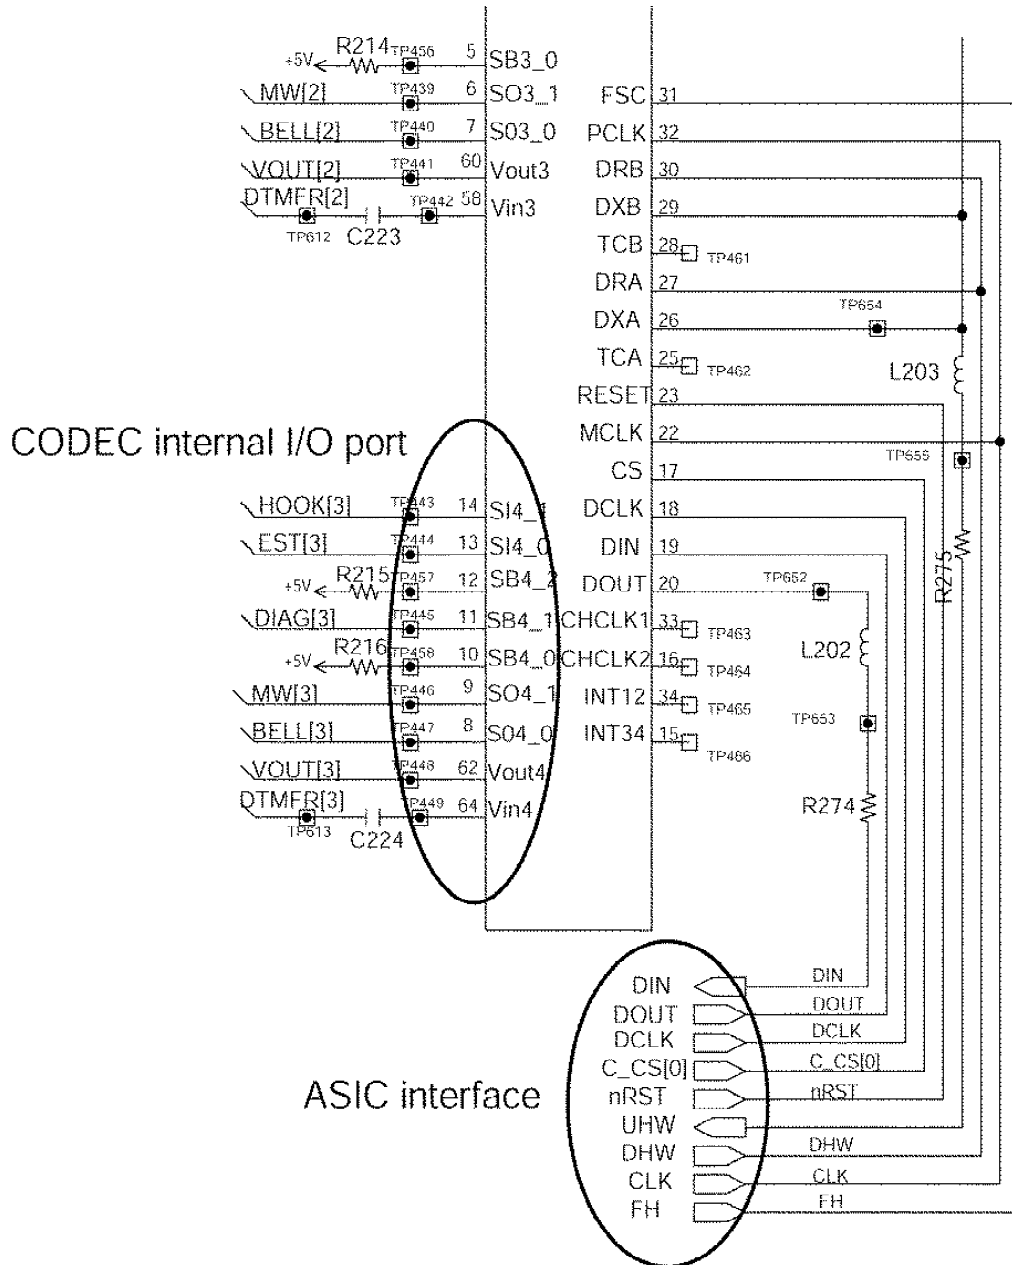 R214 TP456 5 SB3_0
+5V
MW[2] TP439 6 SO3_1 FSC 31
BELL[2] TP440 7 S03_0 PCLK 32
VOUT[2] TP441 60 Vout3 DRB 30
DTMFR[2] TP442 58 Vin3 DXB 29
TP612 C223
TCB 28 TP461
DRA 27
DXA 26 TP654
TCA 25 TP462 L203
RESET 23
CODEC internal I/O port MCLK 22 TP655
CS 17
HOOK[3] TP443 14 SI4_1 DCLK 18
EST[3] TP444 13 SI4_0 DIN 19 R275
+5V R215 TP457 12 SB4_2 DOUT 20 TP652
DIAG[3] TP445 11 SB4_1 CHCLK1 33 TP463 L202
+5V R216 TP458 10 SB4_0 CHCLK2 16 TP464
MW[3] TP446 9 SO4_1 INT12 34 TP465
BELL[3] TP447 8 S04_0 INT34 15 TP466 TP653
VOUT[3] TP448 62 Vout4
DTMFR[3] TP449 64 Vin4 R274
TP613 C224
DIN DIN
DOUT DOUT
DCLK DCLK
C_CS[0] C_CS[0]
ASIC interface nRST nRST
UHW
DHW DHW
CLK CLK
FH FH